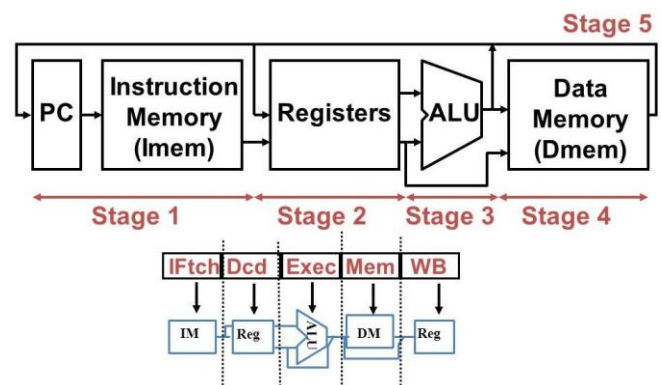 Stage 5
PC
Instruction
Memory
(Imem)
Registers
ALU
Data
Memory
(Dmem)
Stage 1
Stage 2
Stage 3
Stage 4
IFtch Dcd Exec Mem WB
IM
Reg
ALU
DM
Reg